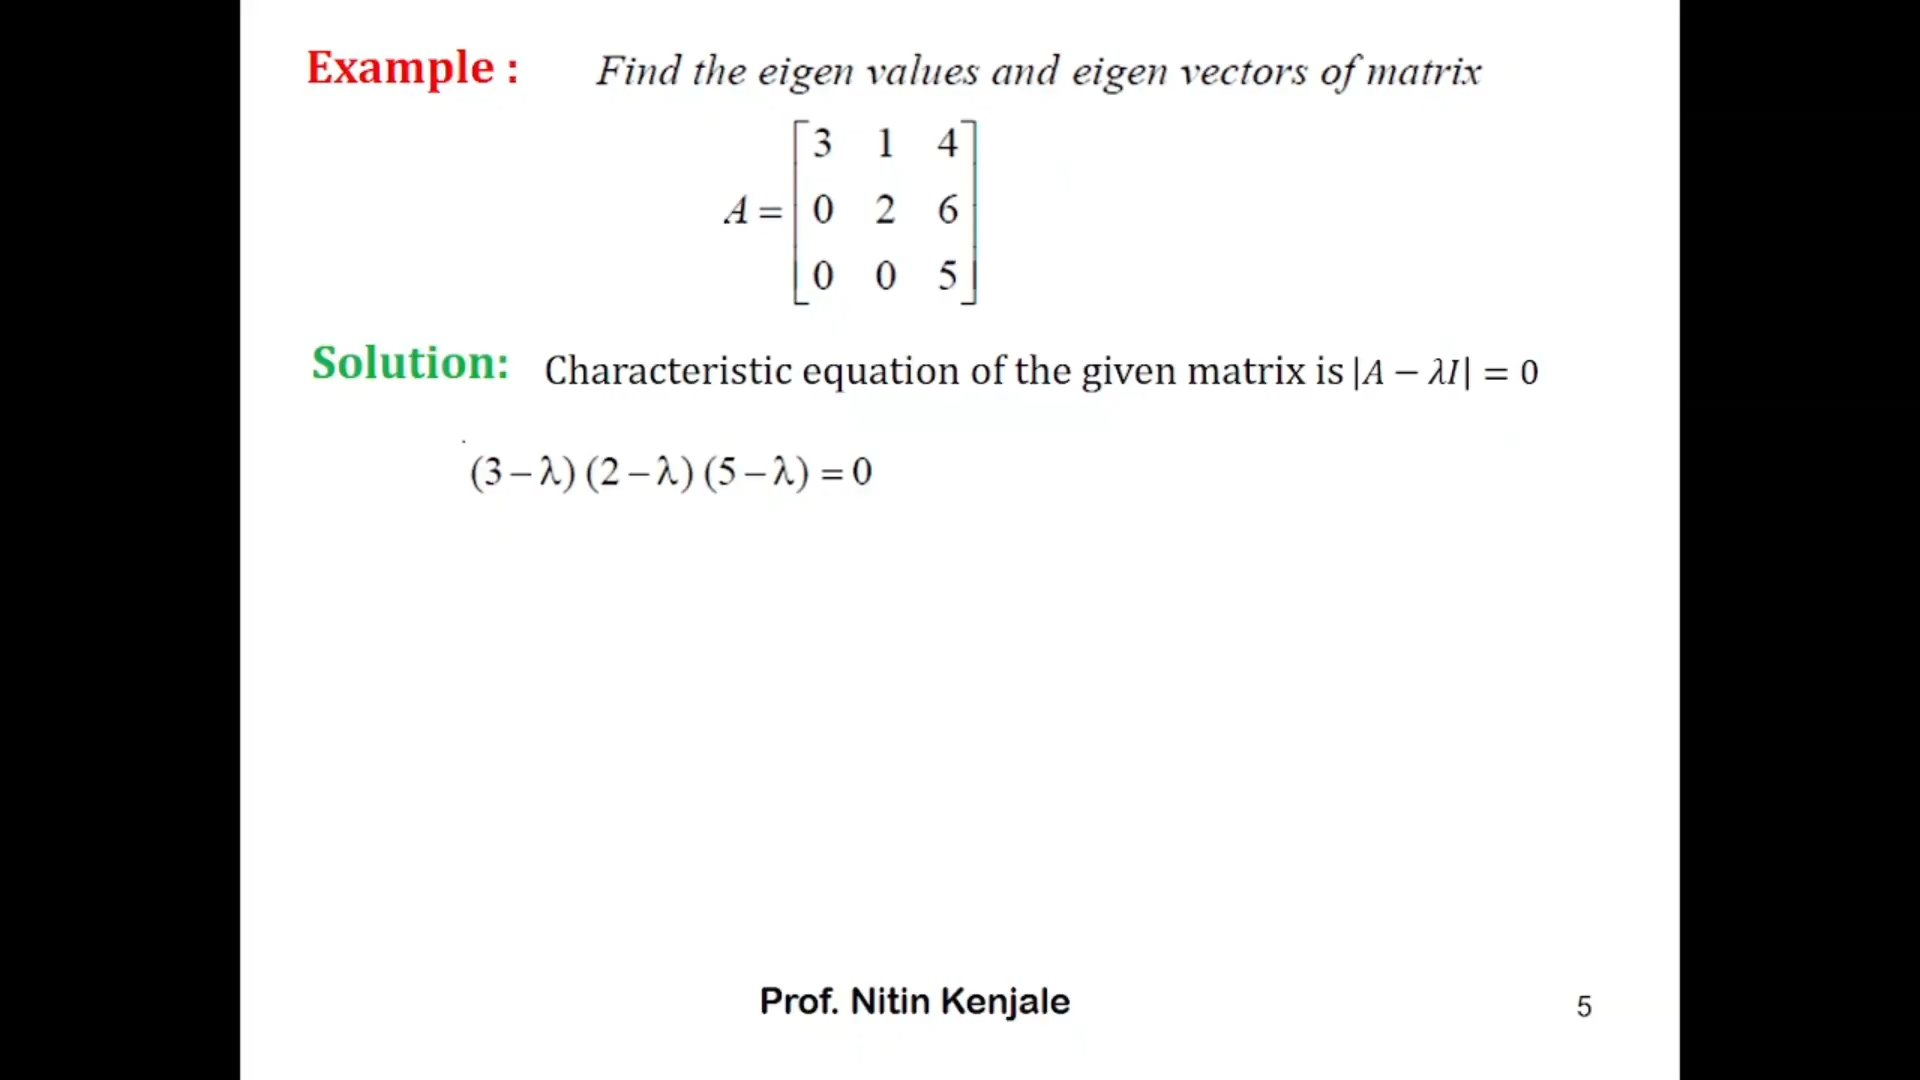 Example : Find the eigen values and eigen vectors of matrix
A = [3 1 4
0 2 6
0 0 5]
Solution: Characteristic equation of the given matrix is |A − λI| = 0
(3 − λ) (2 − λ) (5 − λ) = 0
Prof. Nitin Kenjale 5